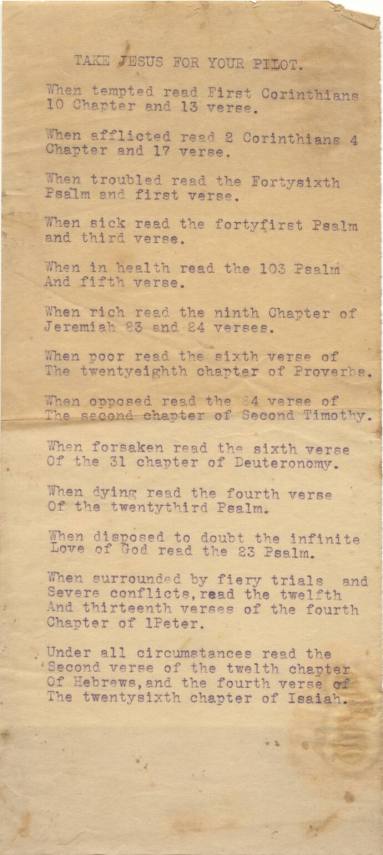 TAKE JESUS FOR YOUR PILOT.
When tempted read First Corinthians
10 Chapter and 13 verse.
When afflicted read 2 Corinthians 4
Chapter and 17 verse.
When troubled read the Fortysixth
Psalm and first verse.
When sick read the fortyfirst Psalm
and third verse.
When in health read the 103 Psalm
And fifth verse.
When rich read the ninth Chapter of
Jeremiah 23 and 24 verses.
When poor read the sixth verse of
The twentyeighth chapter of Proverbs.
When opposed read the 24 verse of
The second chapter of Second Timothy.
When forsaken read the sixth verse
Of the 31 chapter of Deuteronomy.
When dying read the fourth verse
Of the twentythird Psalm.
When disposed to doubt the infinite
Love of God read the 23 Psalm.
When surrounded by fiery trials and
Severe conflicts,read the twelfth
And thirteenth verses of the fourth
Chapter of 1Peter.
Under all circumstances read the
Second verse of the twelth chapter
Of Hebrews,and the fourth verse of
The twentysixth chapter of Isaiah.